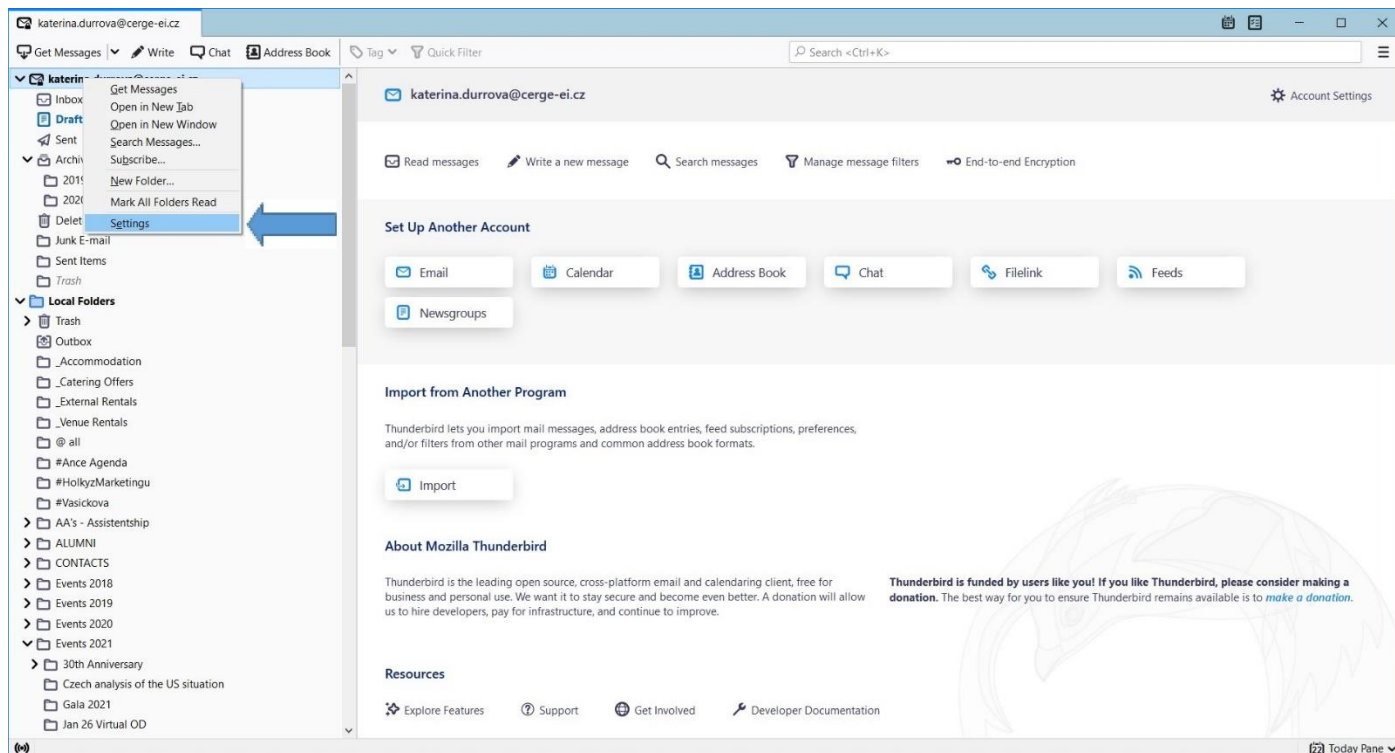 katerina.durrova@cerge-ei.cz
Get Messages Write Chat Address Book Tag Quick Filter Search <Ctrl+K>
Get Messages
Open in New Tab
Open in New Window
Search Messages...
Subscribe...
New Folder...
Mark All Folders Read
Settings
Inbox
Sent
2019
Junk E-mail
Sent Items
Trash
Local Folders
Trash
Outbox
_Accommodation
_Catering Offers
_External Rentals
_Venue Rentals
@ all
#Ance Agenda
#HolkyzMarketingu
#Vasickova
AA's - Assistentship
ALUMNI
CONTACTS
Events 2018
Events 2019
Events 2020
Events 2021
30th Anniversary
Czech analysis of the US situation
Gala 2021
Jan 26 Virtual OD
katerina.durrova@cerge-ei.cz Account Settings
Read messages Write a new message Search messages Manage message filters End-to-end Encryption
Set Up Another Account
Email Calendar Address Book Chat Filelink Feeds
Newsgroups
Import from Another Program
Thunderbird lets you import mail messages, address book entries, feed subscriptions, preferences,
and/or filters from other mail programs and common address book formats.
Import
About Mozilla Thunderbird
Thunderbird is the leading open source, cross-platform email and calendaring client, free for
business and personal use. We want it to stay secure and become even better. A donation will allow
us to hire developers, pay for infrastructure, and continue to improve.
Thunderbird is funded by users like you! If you like Thunderbird, please consider making a
donation. The best way for you to ensure Thunderbird remains available is to make a donation.
Resources
Explore Features Support Get Involved Developer Documentation
22 Today Pane